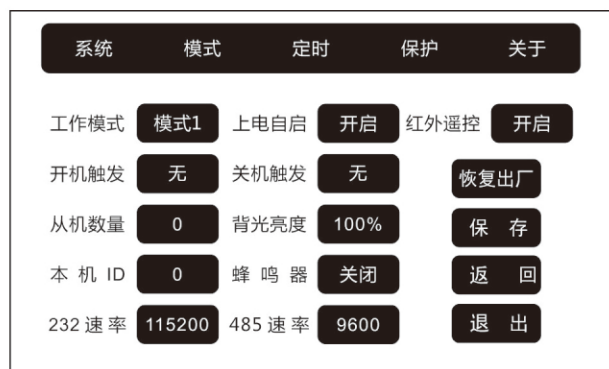 系统 模式 定时 保护 关于
工作模式 模式1 上电自启 开启 红外遥控 开启
开机触发 无 关机触发 无 恢复出厂
从机数量 0 背光亮度 100% 保 存
本 机 ID 0 蜂 鸣 器 关闭 返 回
232 速 率 115200 485 速 率 9600 退 出